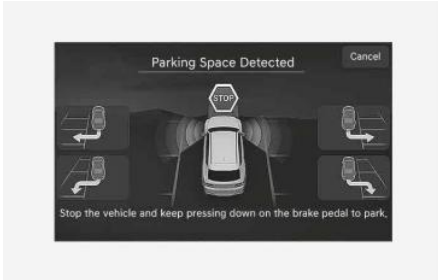 Parking Space Detected
Cancel
STOP
Stop the vehicle and keep pressing down on the brake pedal to park,